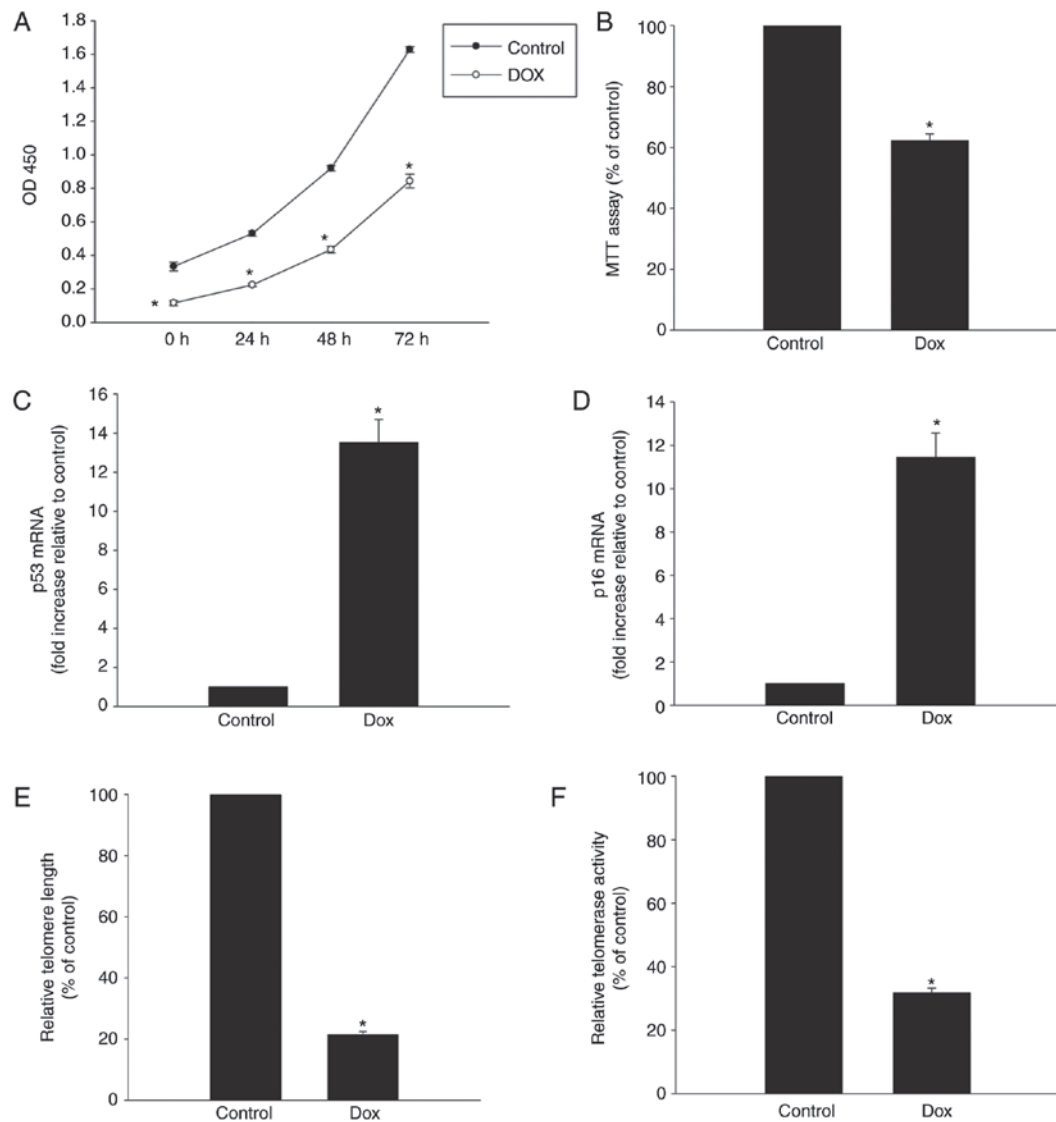 A
1.8
1.6
1.4
1.2
1.0
0.8
0.6
0.4
0.2
0.0
OD 450
0 h 24 h 48 h 72 h
Control
DOX
*
*
*
*
B
100
80
60
40
20
0
MTT assay (% of control)
*
Control Dox
C
16
14
12
10
8
6
4
2
0
p53 mRNA
(fold increase relative to control)
*
Control Dox
D
14
12
10
8
6
4
2
0
p16 mRNA
(fold increase relative to control)
*
Control Dox
E
100
80
60
40
20
0
Relative telomere length
(% of control)
*
Control Dox
F
100
80
60
40
20
0
Relative telomerase activity
(% of control)
*
Control Dox